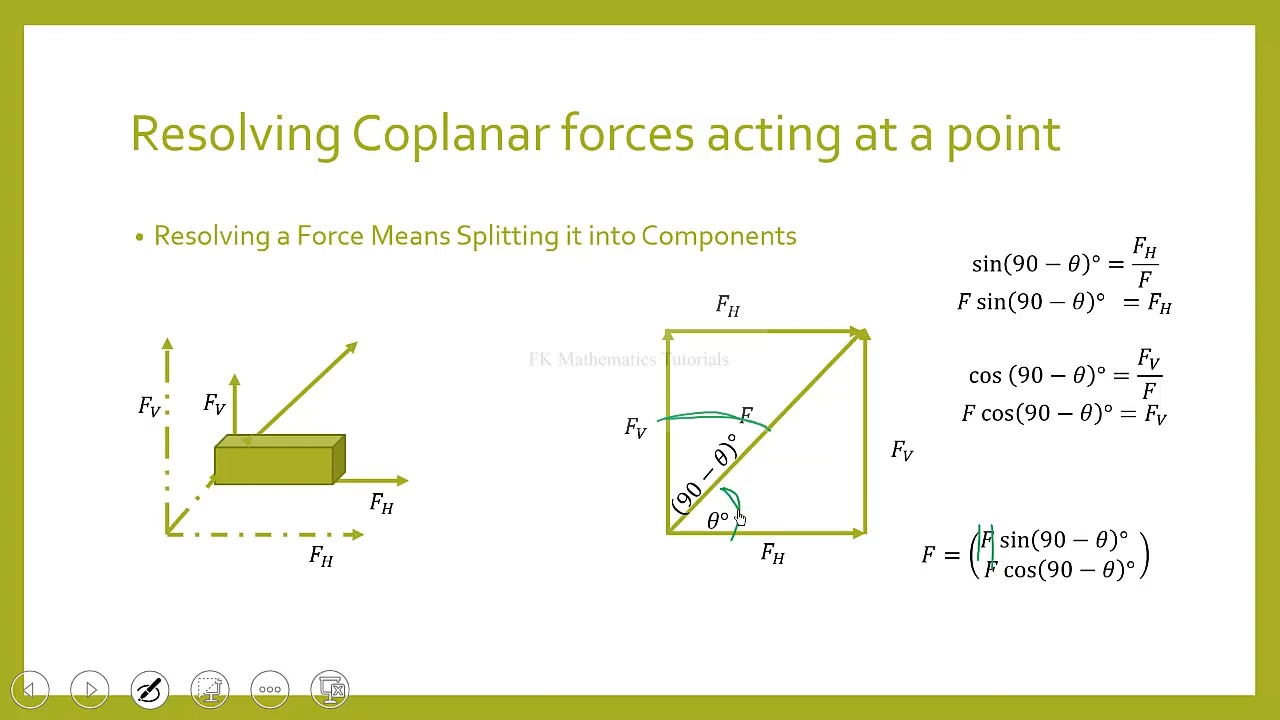 Resolving Coplanar forces acting at a point
• Resolving a Force Means Splitting it into Components
F_V
F_V
F_H
F_H
F_H
F_V
F
(90 − θ)°
θ°
F_H
F_V
FK Mathematics Tutorials
sin(90 − θ)° = F_H/F
F sin(90 − θ)° = F_H
cos (90 − θ)° = F_V/F
F cos(90 − θ)° = F_V
F = (F sin(90 − θ)°
F cos(90 − θ)°)